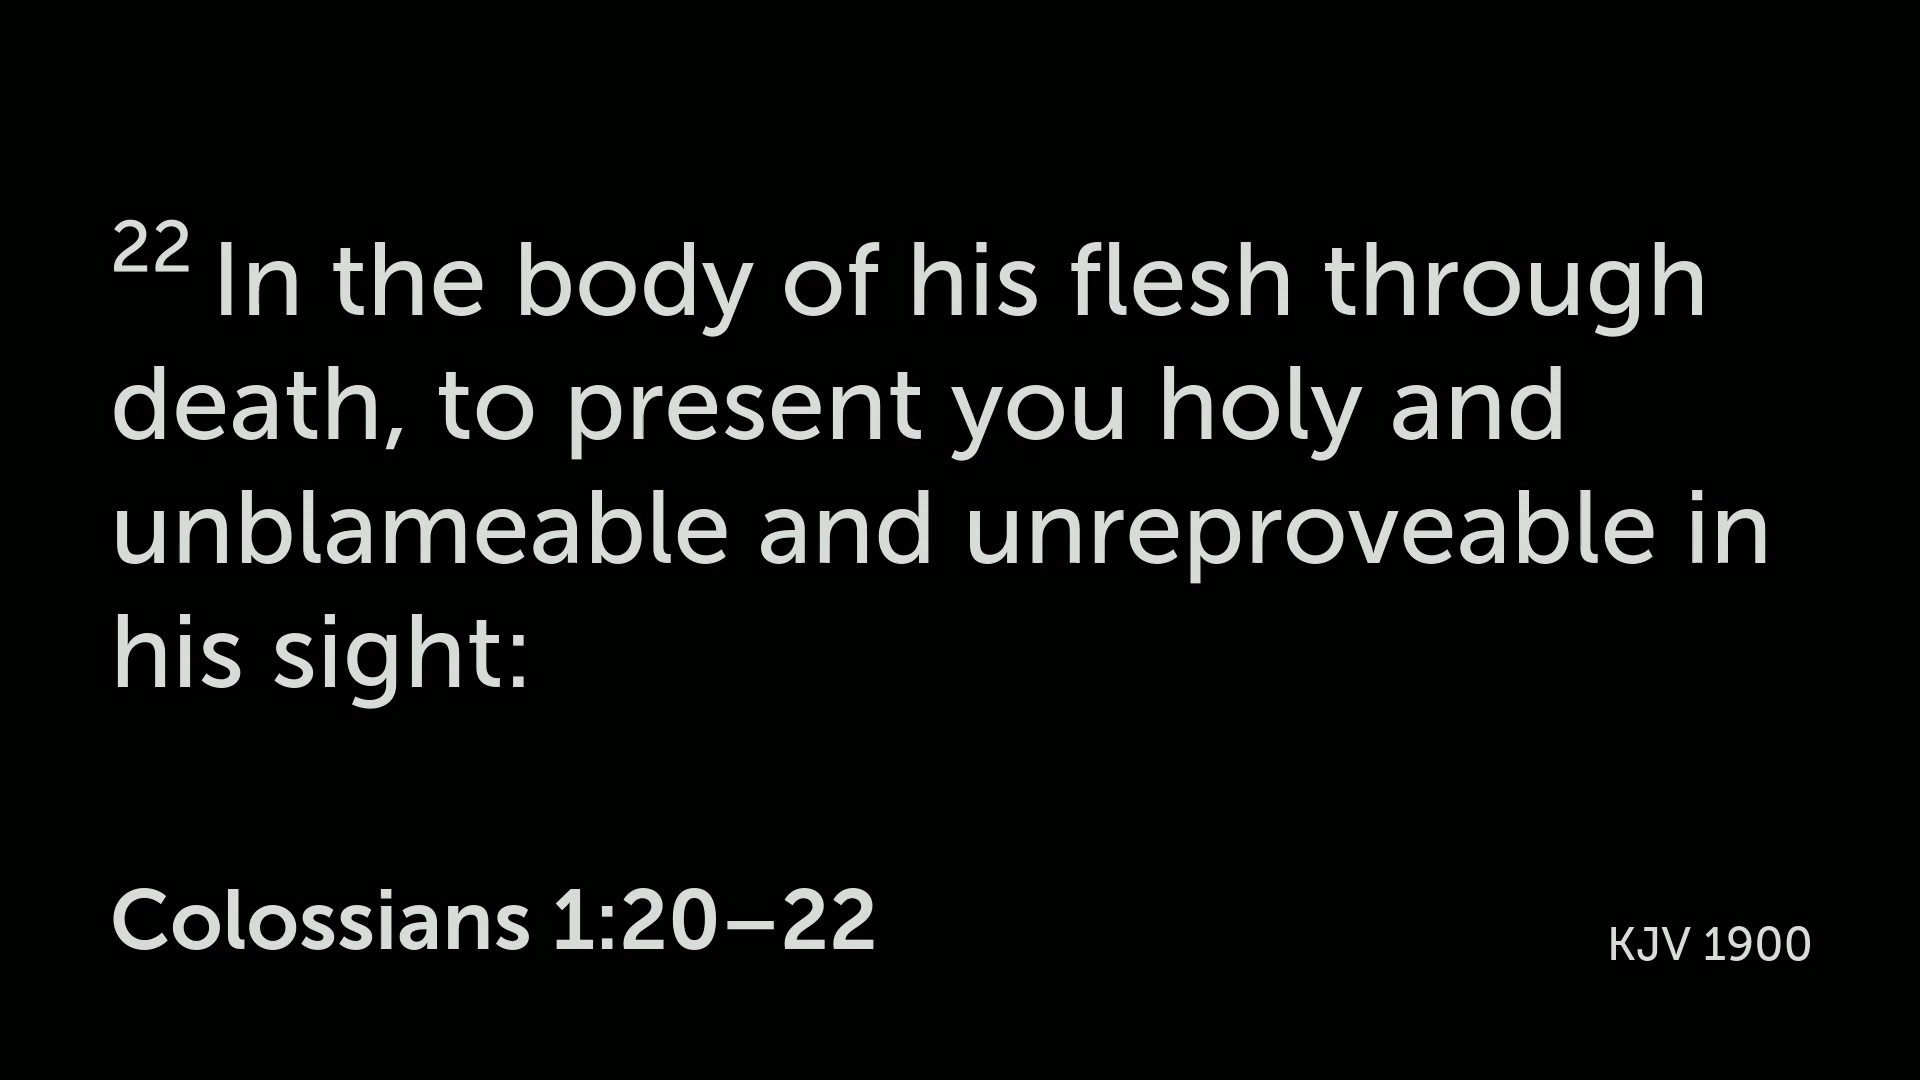 22 In the body of his flesh through
death, to present you holy and
unblameable and unreproveable in
his sight:
Colossians 1:20–22
KJV 1900